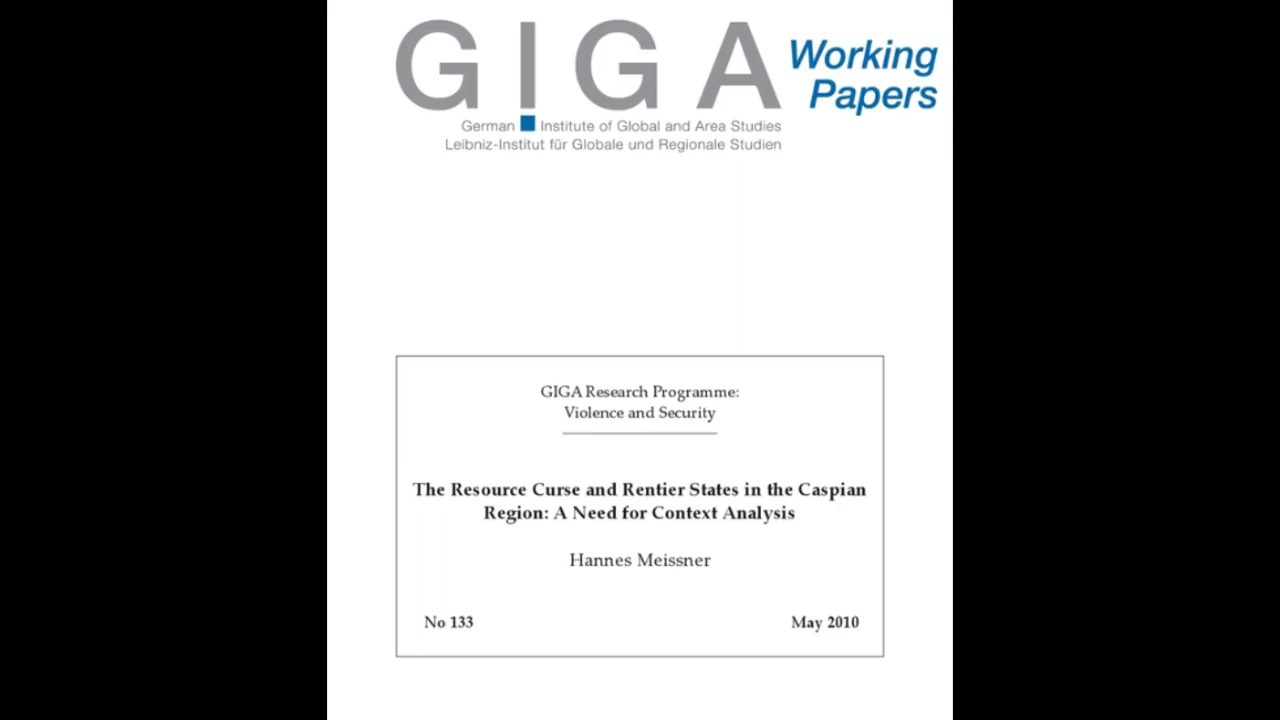 GIGA Working
Papers
German Institute of Global and Area Studies
Leibniz-Institut für Globale und Regionale Studien
GIGA Research Programme:
Violence and Security
The Resource Curse and Rentier States in the Caspian
Region: A Need for Context Analysis
Hannes Meissner
No 133 May 2010